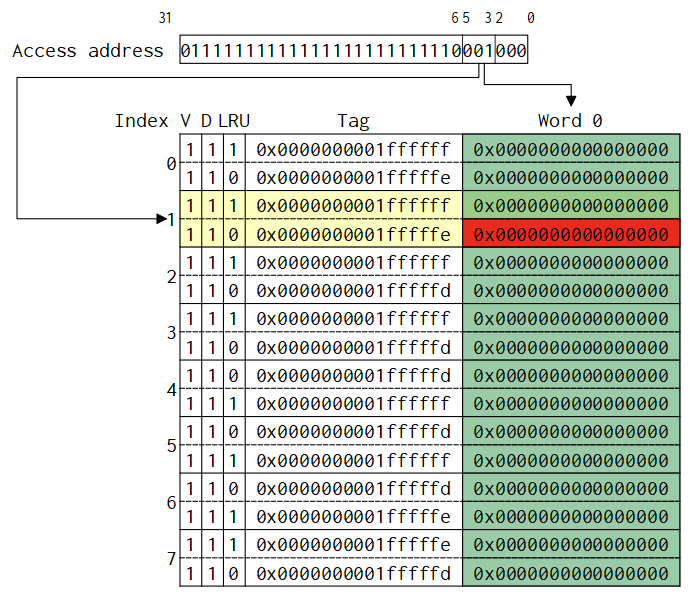 31 6 5 3 2 0
Access address 01111111111111111111111110001000
Index V D LRU Tag Word 0
1 1 1 0x0000000001ffffff 0x0000000000000000
0
1 1 0 0x0000000001fffffe 0x0000000000000000
1 1 1 0x0000000001ffffff 0x0000000000000000
1
1 1 0 0x0000000001fffffe 0x0000000000000000
1 1 1 0x0000000001ffffff 0x0000000000000000
2
1 1 0 0x0000000001fffffd 0x0000000000000000
1 1 1 0x0000000001ffffff 0x0000000000000000
3
1 1 0 0x0000000001fffffd 0x0000000000000000
1 1 0 0x0000000001fffffd 0x0000000000000000
4
1 1 1 0x0000000001ffffff 0x0000000000000000
1 1 0 0x0000000001fffffd 0x0000000000000000
5
1 1 1 0x0000000001ffffff 0x0000000000000000
1 1 0 0x0000000001fffffd 0x0000000000000000
6
1 1 1 0x0000000001fffffe 0x0000000000000000
1 1 1 0x0000000001fffffe 0x0000000000000000
7
1 1 0 0x0000000001fffffd 0x0000000000000000